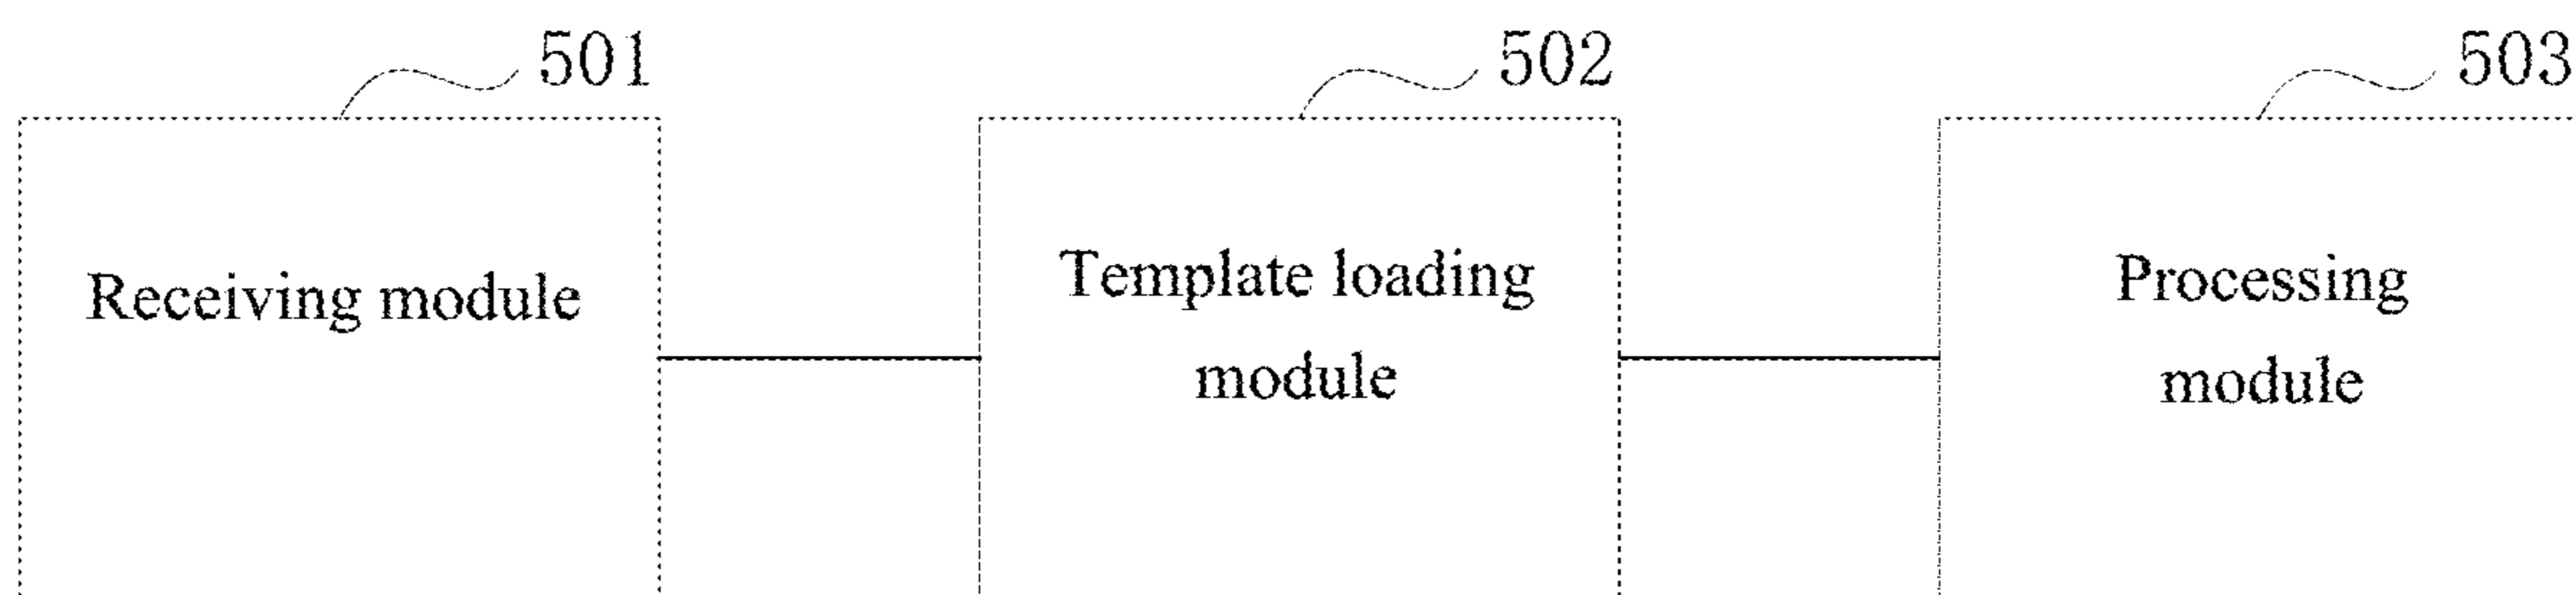 501
502
503
Receiving module
Template loading
module
Processing
module